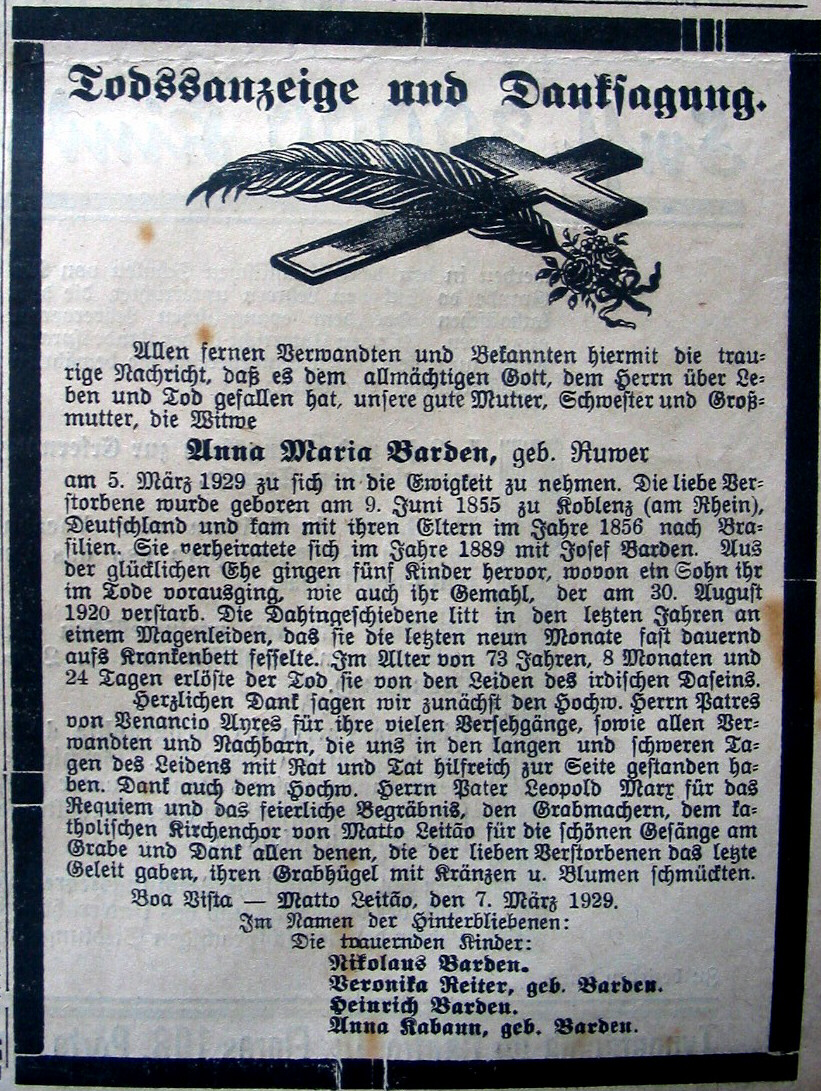 Todssanzeige und Danksagung.
Allen fernen Verwandten und Bekannten hiermit die trau=
rige Nachricht, daß es dem allmächtigen Gott, dem Herrn über Le=
ben und Tod gefallen hat, unsere gute Mutter, Schwester und Groß=
mutter, die Witwe
Anna Maria Barden, geb. Ruwer
am 5. März 1929 zu sich in die Ewigkeit zu nehmen. Die liebe Ver=
storbene wurde geboren am 9. Juni 1855 zu Koblenz (am Rhein),
Deutschland und kam mit ihren Eltern im Jahre 1856 nach Bra=
silien. Sie verheiratete sich im Jahre 1889 mit Josef Barden. Aus
der glücklichen Ehe gingen fünf Kinder hervor, wovon ein Sohn ihr
im Tode vorausging, wie auch ihr Gemahl, der am 30. August
1920 verstarb. Die Dahingeschiedene litt in den letzten Jahren an
einem Magenleiden, das sie die letzten neun Monate fast dauernd
aufs Krankenbett fesselte. Im Alter von 73 Jahren, 8 Monaten und
24 Tagen erlöste der Tod sie von den Leiden des irdischen Daseins.
Herzlichen Dank sagen wir zunächst den Hochw. Herrn Patres
von Venancio Ayres für ihre vielen Versehgänge, sowie allen Ver=
wandten und Nachbarn, die uns in den langen und schweren Ta=
gen des Leidens mit Rat und Tat hilfreich zur Seite gestanden ha=
ben. Dank auch dem Hochw. Herrn Pater Leopold Marx für das
Requiem und das feierliche Begräbnis, den Grabmachern, dem ka=
tholischen Kirchenchor von Matto Leitão für die schönen Gesänge am
Grabe und Dank allen denen, die der lieben Verstorbenen das letzte
Geleit gaben, ihren Grabhügel mit Kränzen u. Blumen schmückten.
Boa Vista — Matto Leitão, den 7. März 1929.
Im Namen der Hinterbliebenen:
Die trauernden Kinder:
Nikolaus Barden.
Veronika Reiter, geb. Barden.
Heinrich Barden.
Anna Kabann, geb. Barden.